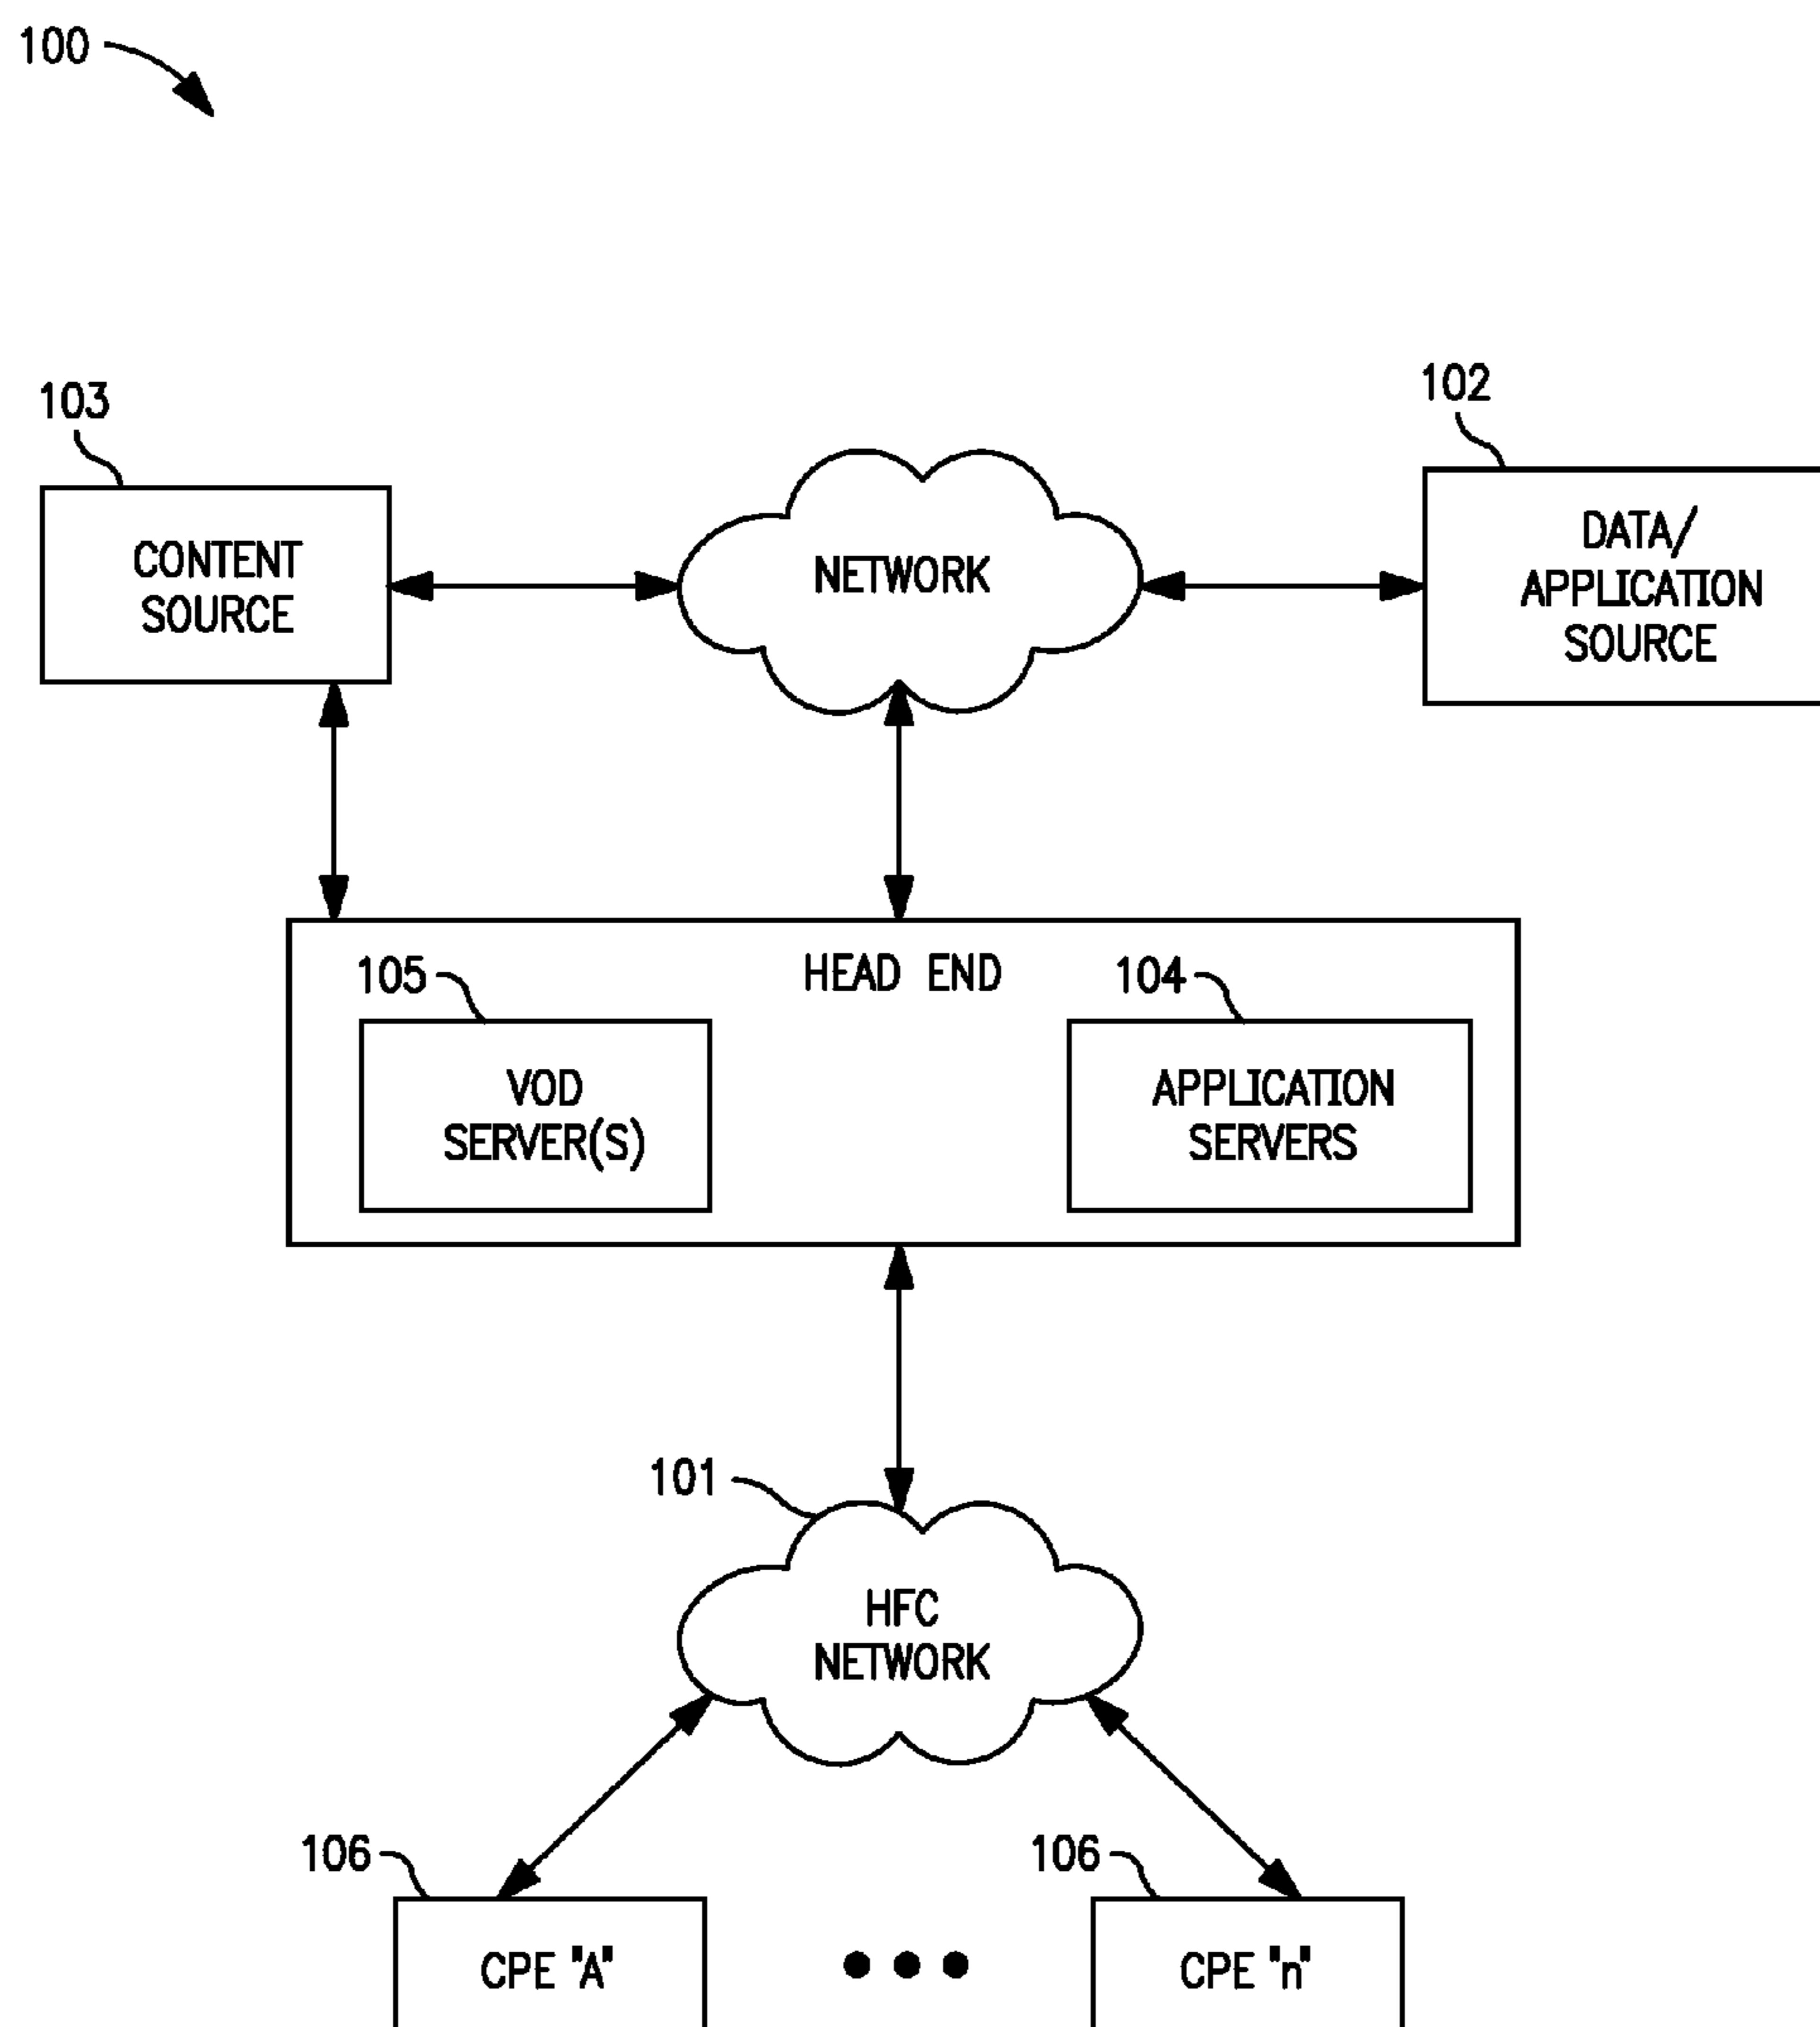 100
103
102
CONTENT
SOURCE
NETWORK
DATA/
APPLICATION
SOURCE
HEAD END
105
104
VOD
SERVER(S)
APPLICATION
SERVERS
101
HFC
NETWORK
106
106
CPE "A"
CPE "n"